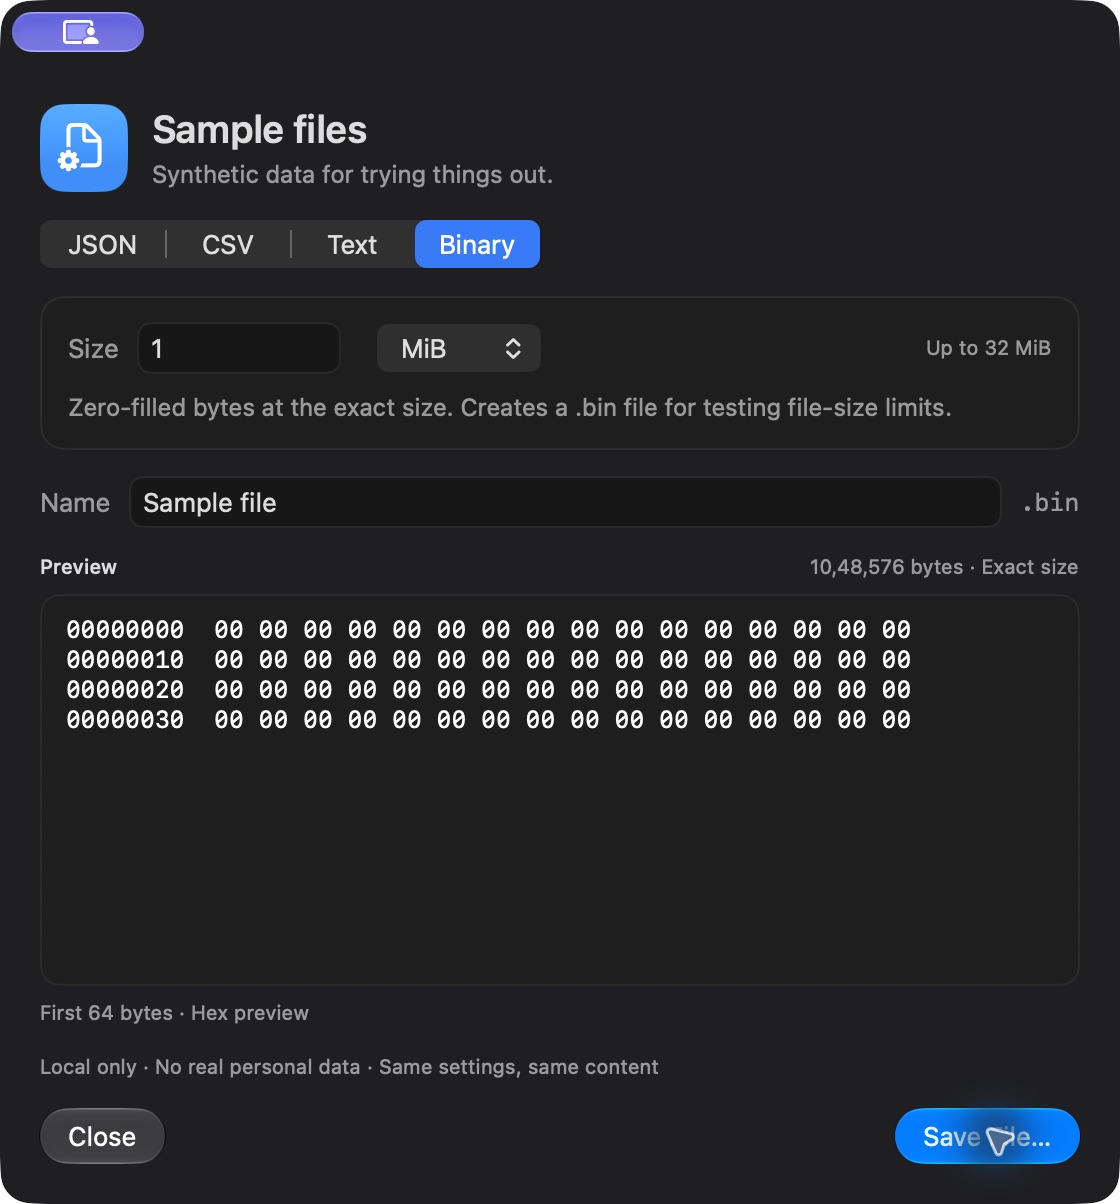 Sample files
Synthetic data for trying things out.
JSON CSV Text Binary
Size 1 MiB Up to 32 MiB
Zero-filled bytes at the exact size. Creates a .bin file for testing file-size limits.
Name Sample file .bin
Preview 10,48,576 bytes · Exact size
00000000 00 00 00 00 00 00 00 00 00 00 00 00 00 00 00 00
00000010 00 00 00 00 00 00 00 00 00 00 00 00 00 00 00 00
00000020 00 00 00 00 00 00 00 00 00 00 00 00 00 00 00 00
00000030 00 00 00 00 00 00 00 00 00 00 00 00 00 00 00 00
First 64 bytes · Hex preview
Local only · No real personal data · Same settings, same content
Close Save File...